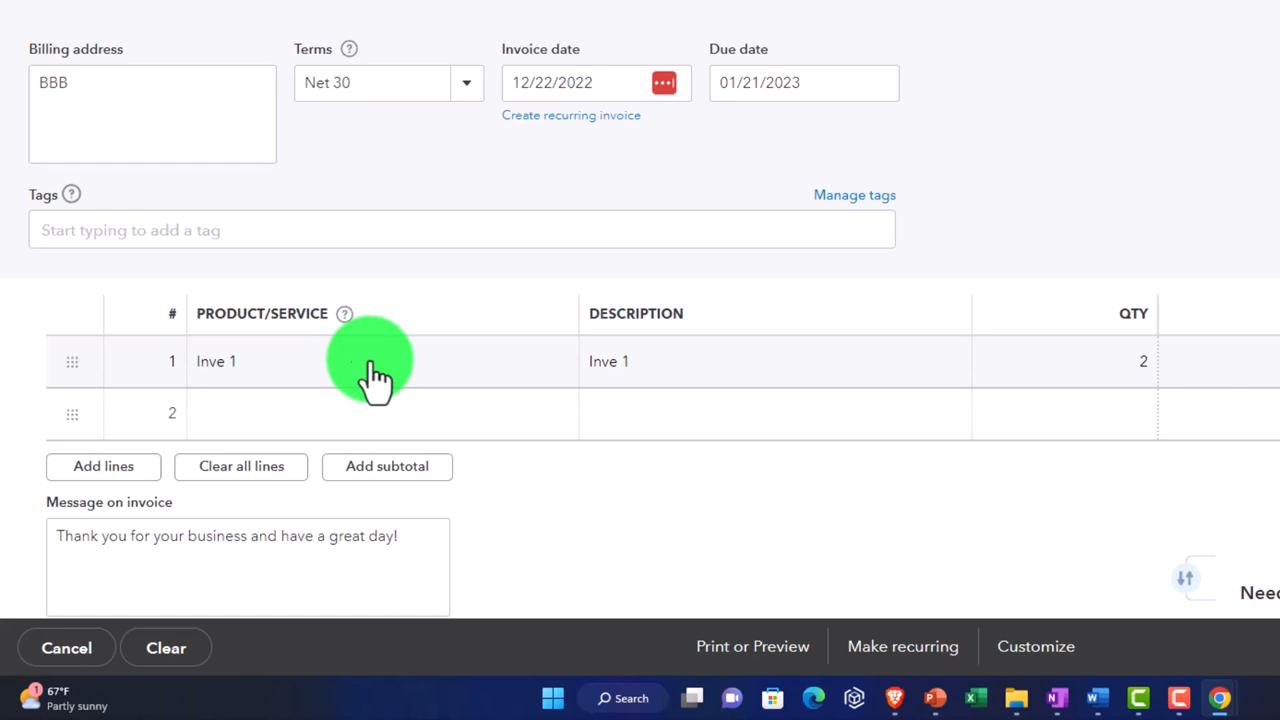 Billing address
Terms ?
Invoice date
Due date
BBB
Net 30
12/22/2022
01/21/2023
Create recurring invoice
Tags ?
Manage tags
Start typing to add a tag
# PRODUCT/SERVICE ? DESCRIPTION QTY
1 Inve 1 Inve 1 2
2
Add lines
Clear all lines
Add subtotal
Message on invoice
Thank you for your business and have a great day!
Need
Cancel
Clear
Print or Preview
Make recurring
Customize
1
67°F
Partly sunny
Search